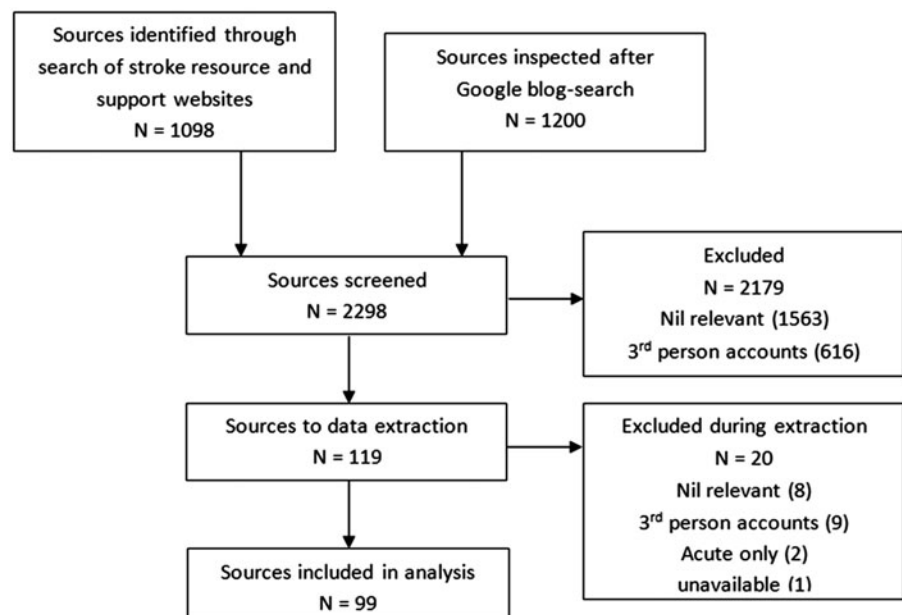 Sources identified through
search of stroke resource and
support websites
N = 1098
Sources inspected after
Google blog-search
N = 1200
Sources screened
N = 2298
Excluded
N = 2179
Nil relevant (1563)
3rd person accounts (616)
Sources to data extraction
N = 119
Excluded during extraction
N = 20
Nil relevant (8)
3rd person accounts (9)
Acute only (2)
unavailable (1)
Sources included in analysis
N = 99